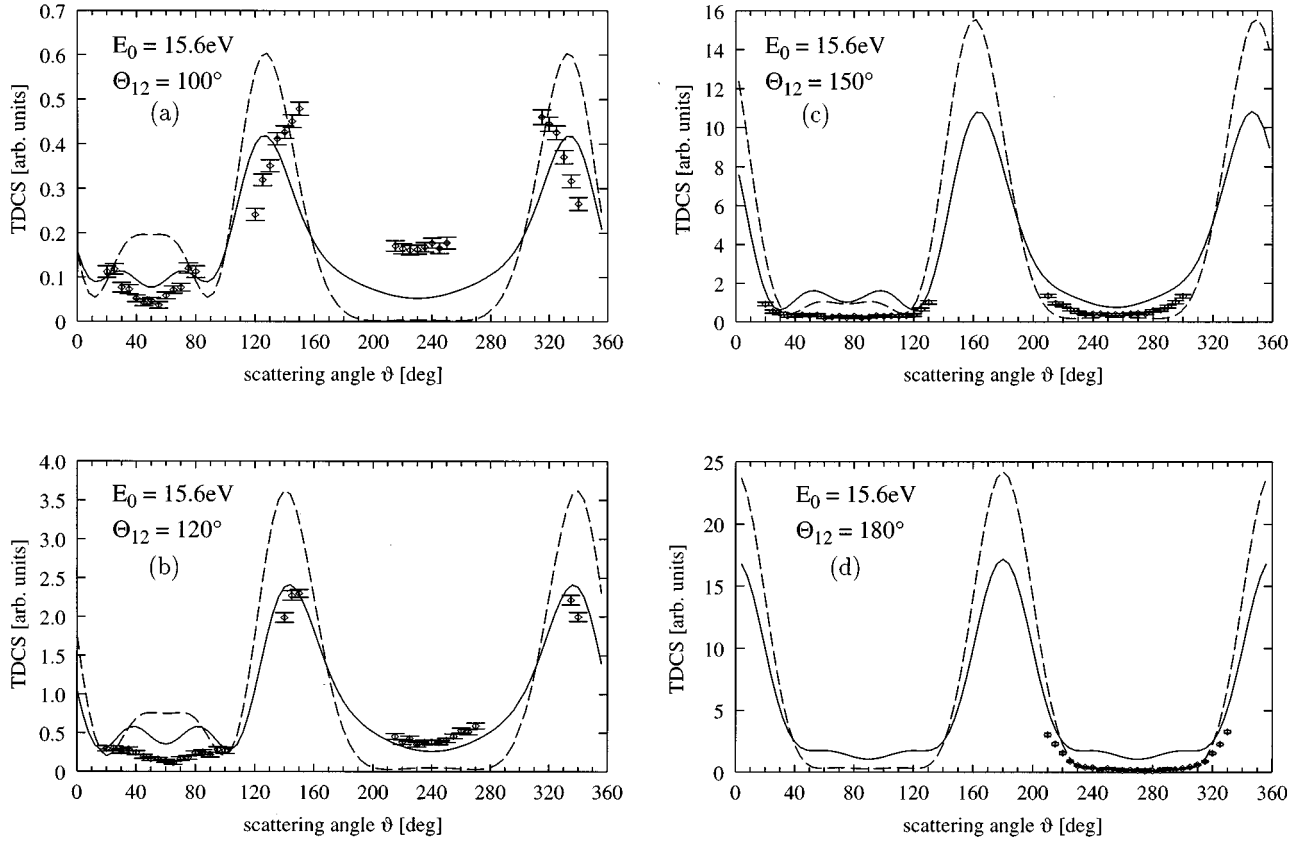 TDCS [arb. units]
0.7
0.6
0.5
0.4
0.3
0.2
0.1
0
E₀ = 15.6eV
Θ₁₂ = 100°
(a)
0 40 80 120 160 200 240 280 320 360
scattering angle ϑ [deg]
TDCS [arb. units]
16
14
12
10
8
6
4
2
0
E₀ = 15.6eV
Θ₁₂ = 150°
(c)
0 40 80 120 160 200 240 280 320 360
scattering angle ϑ [deg]
TDCS [arb. units]
4.0
3.5
3.0
2.5
2.0
1.5
1.0
0.5
0
E₀ = 15.6eV
Θ₁₂ = 120°
(b)
0 40 80 120 160 200 240 280 320 360
scattering angle ϑ [deg]
TDCS [arb. units]
25
20
15
10
5
0
E₀ = 15.6eV
Θ₁₂ = 180°
(d)
0 40 80 120 160 200 240 280 320 360
scattering angle ϑ [deg]